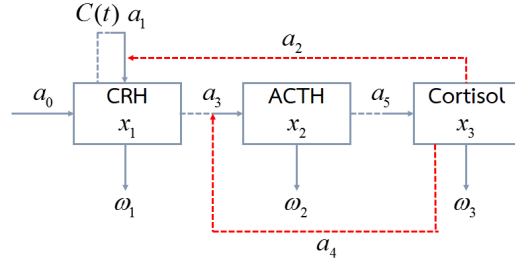 C(t) a₁
a₂
a₀
CRH
x₁
a₃
ACTH
x₂
a₅
Cortisol
x₃
ω₁
ω₂
ω₃
a₄